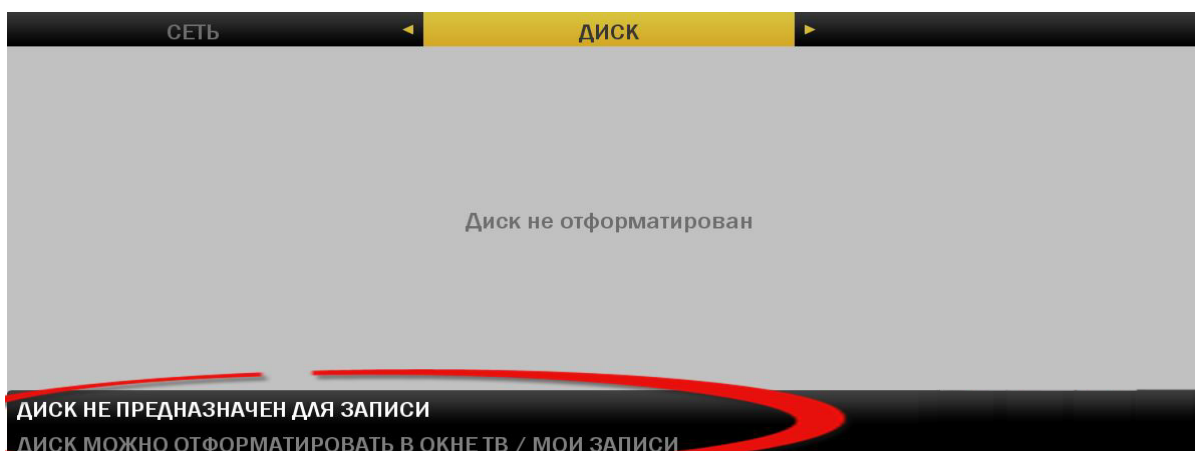 СЕТЬ ДИСК
Диск не отформатирован
ДИСК НЕ ПРЕДНАЗНАЧЕН ДЛЯ ЗАПИСИ
ДИСК МОЖНО ОТФОРМАТИРОВАТЬ В ОКНЕ ТВ / МОИ ЗАПИСИ